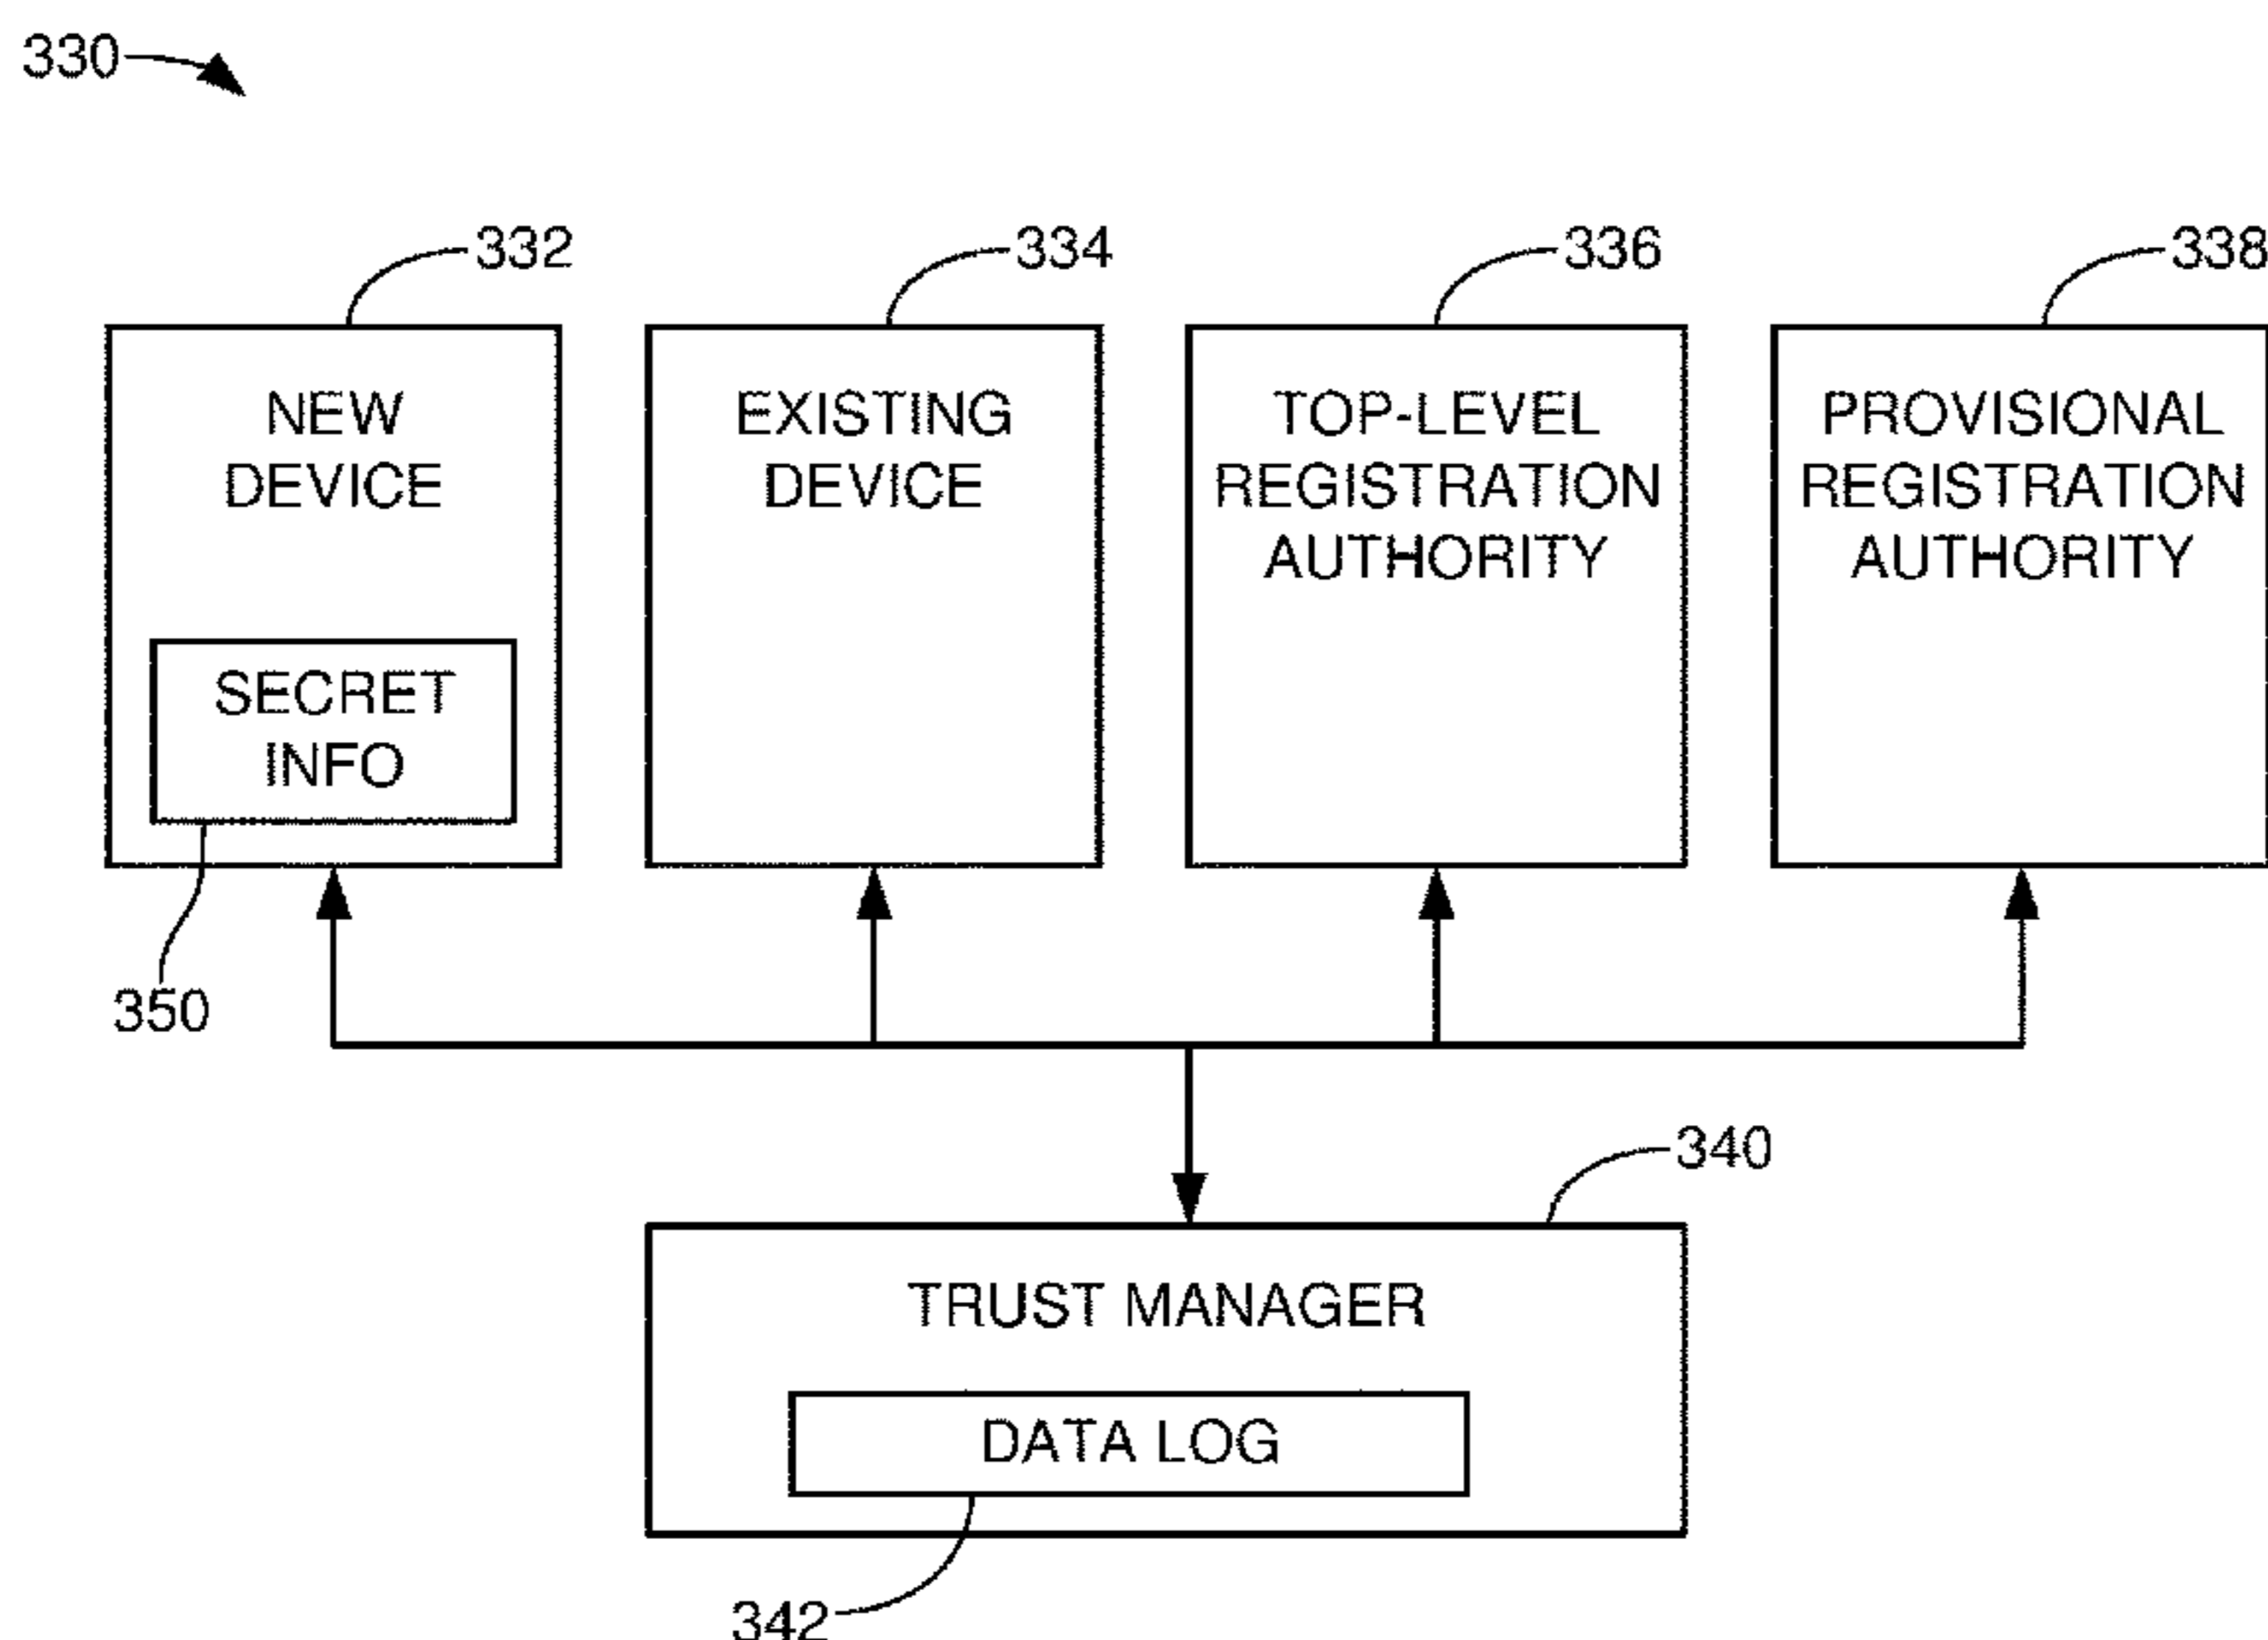 330
332
334
336
338
NEW
DEVICE
EXISTING
DEVICE
TOP-LEVEL
REGISTRATION
AUTHORITY
PROVISIONAL
REGISTRATION
AUTHORITY
SECRET
INFO
350
340
TRUST MANAGER
DATA LOG
342